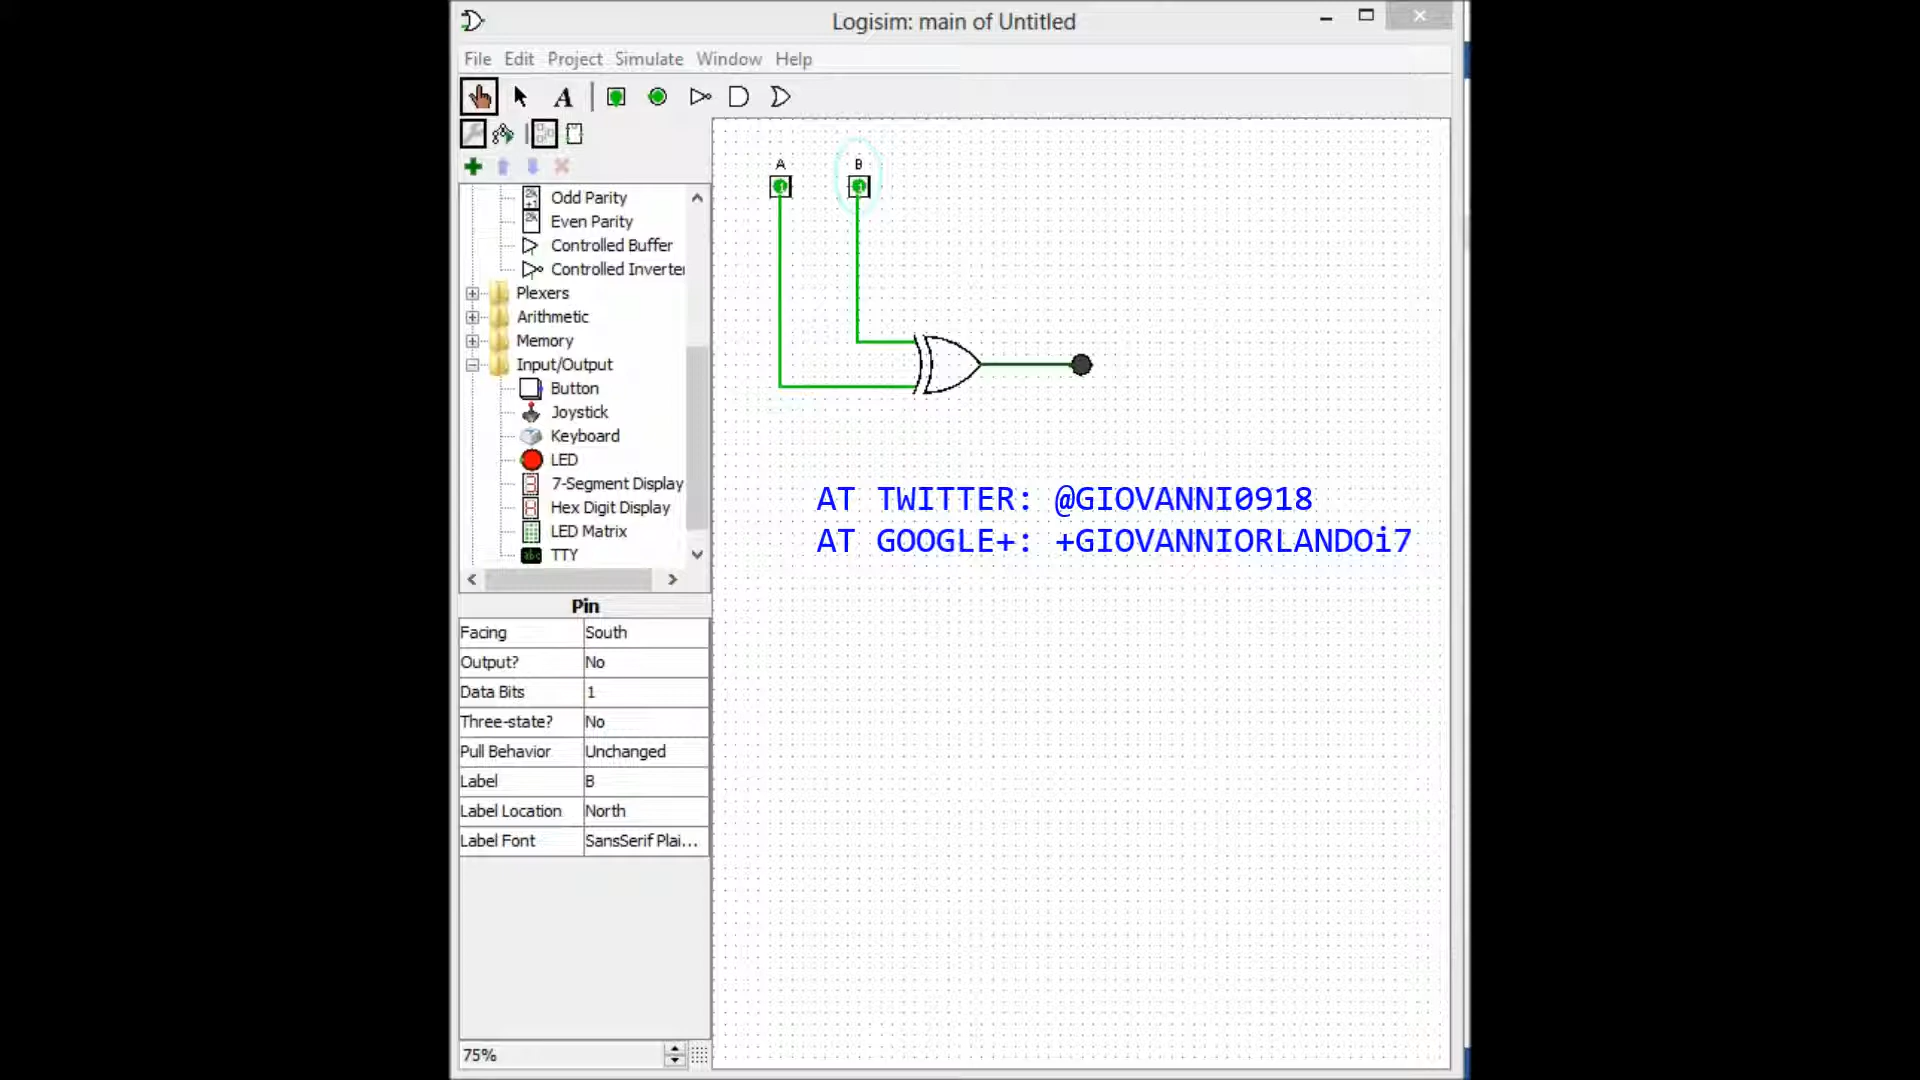 Logisim: main of Untitled
File Edit Project Simulate Window Help
A
Odd Parity
Even Parity
Controlled Buffer
Controlled Inverter
Plexers
Arithmetic
Memory
Input/Output
Button
Joystick
Keyboard
LED
7-Segment Display
Hex Digit Display
LED Matrix
TTY
Pin
Facing South
Output? No
Data Bits 1
Three-state? No
Pull Behavior Unchanged
Label B
Label Location North
Label Font SansSerif Plai...
75%
A B
1 1
AT TWITTER: @GIOVANNI0918
AT GOOGLE+: +GIOVANNIORLANDOi7